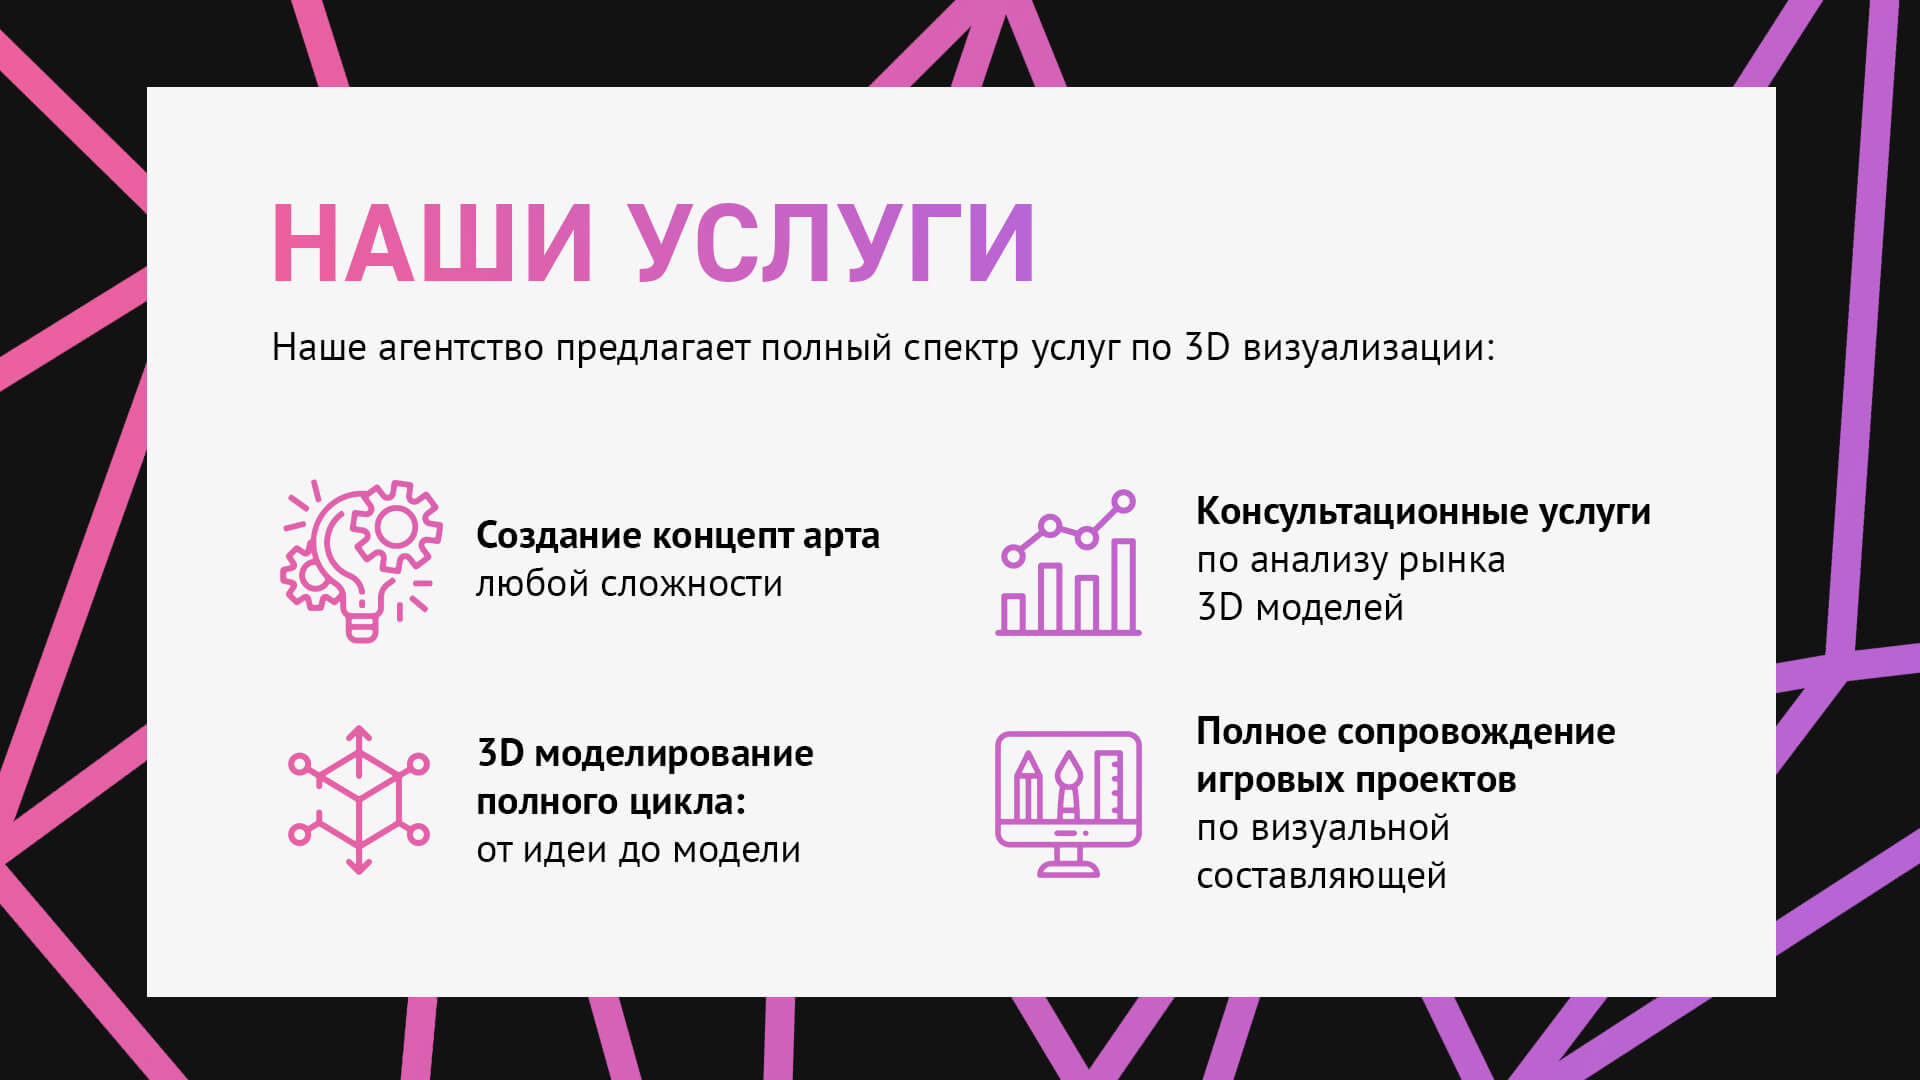 НАШИ УСЛУГИ
Наше агентство предлагает полный спектр услуг по 3D визуализации:
Создание концепт арта
любой сложности
Консультационные услуги
по анализу рынка
3D моделей
3D моделирование
полного цикла:
от идеи до модели
Полное сопровождение
игровых проектов
по визуальной
составляющей